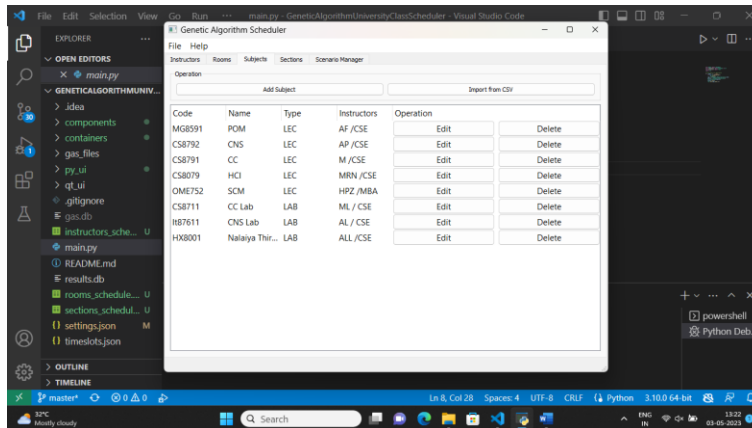 File Edit Selection View Go Run ... main.py - GeneticAlgorithmUniversityClassScheduler - Visual Studio Code
EXPLORER
OPEN EDITORS
main.py
GENETICALGORITHMUNIV...
.idea
components
containers
gas_files
py_ui
qt_ui
.gitignore
gas.db
instructors_sche... U
main.py
README.md
results.db
rooms_schedule.... U
sections_schedul... U
settings.json M
timeslots.json
OUTLINE
TIMELINE
30
1
Genetic Algorithm Scheduler
File Help
Instructors Rooms Subjects Sections Scenario Manager
Operation
Add Subject Import from CSV
Code Name Type Instructors Operation
MG8591 POM LEC AF /CSE Edit Delete
CS8792 CNS LEC AP /CSE Edit Delete
CS8791 CC LEC M /CSE Edit Delete
CS8079 HCI LEC MRN /CSE Edit Delete
OME752 SCM LEC HPZ /MBA Edit Delete
CS8711 CC Lab LAB ML / CSE Edit Delete
It87611 CNS Lab LAB AL / CSE Edit Delete
HX8001 Nalaiya Thir... LAB ALL /CSE Edit Delete
powershell
Python Deb...
master* 0 0 0 Ln 8, Col 28 Spaces: 4 UTF-8 CRLF Python 3.10.0 64-bit
32°C
Mostly cloudy
Search
ENG
IN
13:22
03-05-2023